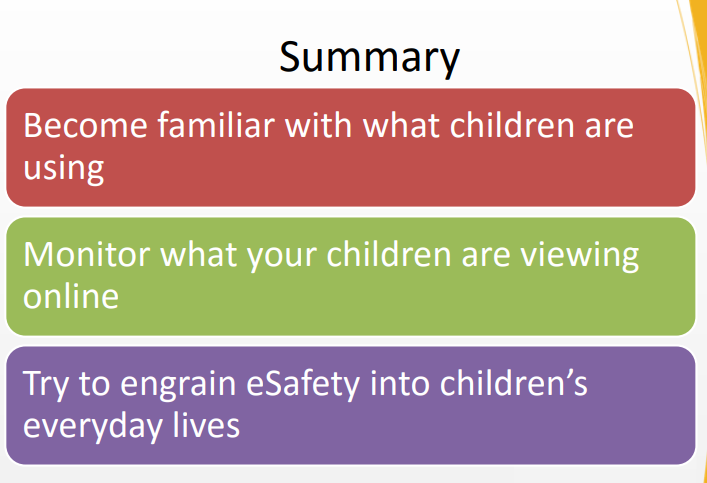 Summary
Become familiar with what children are
using
Monitor what your children are viewing
online
Try to engrain eSafety into children’s
everyday lives